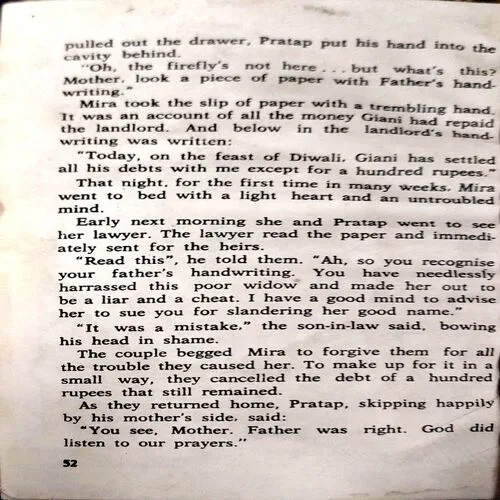 pulled out the drawer, Pratap put his hand into the
cavity behind.
"Oh, the firefly's not here . . . but what's this?
Mother, look a piece of paper with Father's hand-
writing."
Mira took the slip of paper with a trembling hand.
It was an account of all the money Giani had repaid
the landlord. And below in the landlord's hand-
writing was written:
"Today, on the feast of Diwali, Giani has settled
all his debts with me except for a hundred rupees."
That night, for the first time in many weeks, Mira
went to bed with a light heart and an untroubled
mind.
Early next morning she and Pratap went to see
her lawyer. The lawyer read the paper and immedi-
ately sent for the heirs.
"Read this", he told them. "Ah, so you recognise
your father's handwriting. You have needlessly
harrassed this poor widow and made her out to
be a liar and a cheat. I have a good mind to advise
her to sue you for slandering her good name."
"It was a mistake," the son-in-law said, bowing
his head in shame.
The couple begged Mira to forgive them for all
the trouble they caused her. To make up for it in a
small way, they cancelled the debt of a hundred
rupees that still remained.
As they returned home, Pratap, skipping happily
by his mother's side, said:
"You see, Mother. Father was right. God did
listen to our prayers."
52